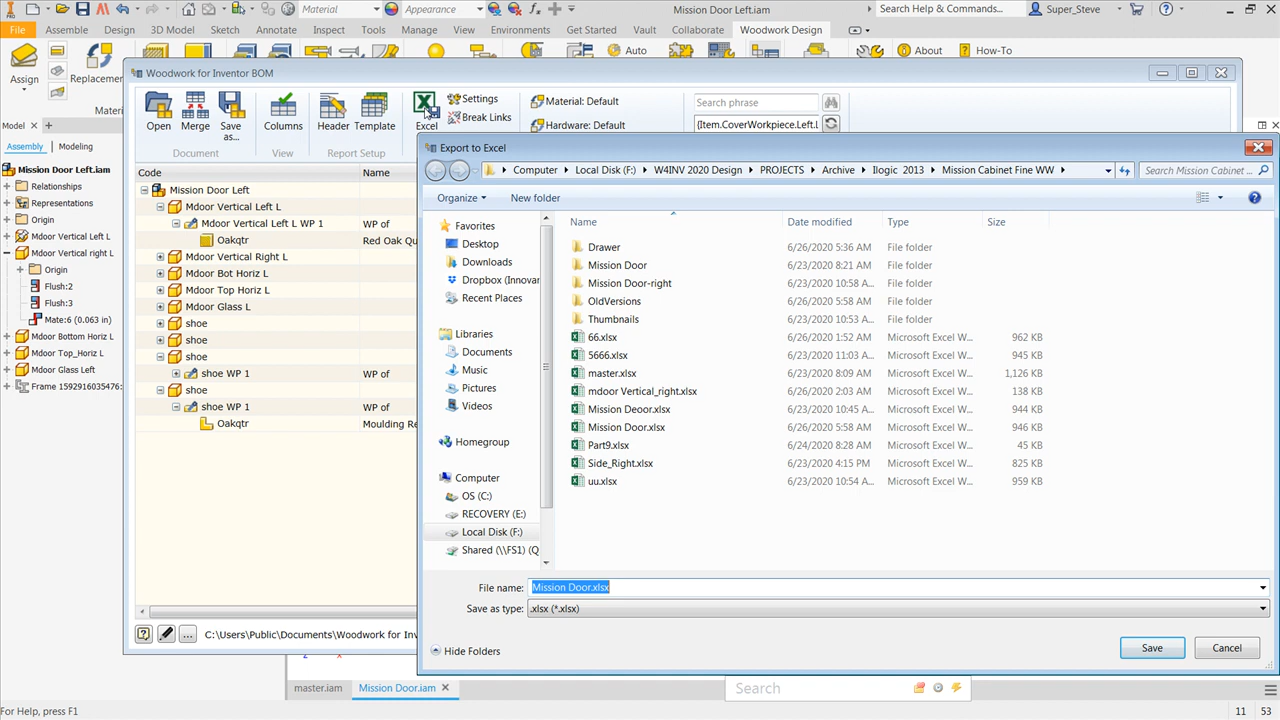 PRO
Material
Appearance
Mission Door Left.iam
Search Help & Commands...
Super_Steve
File Assemble Design 3D Model Sketch Annotate Inspect Tools Manage View Environments Get Started Vault Collaborate Woodwork Design
Assign
Replacement
Auto
About
How-To
Model
Assembly Modeling
Mission Door Left.iam
Relationships
Representations
Origin
Mdoor Vertical Left L
Mdoor Vertical right L
Origin
Flush:2
Flush:3
Mate:6 (0.063 in)
Mdoor Bottom Horiz L
Mdoor Top_Horiz L
Mdoor Glass Left
Frame 1592916035476:
Woodwork for Inventor BOM
Open Merge Save as... Columns Header Template Excel
Settings
Break Links
Material: Default
Hardware: Default
Search phrase
{Item.CoverWorkpiece.Left.L
Document View Report Setup
Code Name
Mission Door Left
Mdoor Vertical Left L
Mdoor Vertical Left L WP 1 WP of
Oakqtr Red Oak Qu
Mdoor Vertical Right L
Mdoor Bot Horiz L
Mdoor Top Horiz L
Mdoor Glass L
shoe
shoe
shoe
shoe WP 1 WP of
shoe
shoe WP 1 WP of
Oakqtr Moulding Re
C:\Users\Public\Documents\Woodwork for Inv
Export to Excel
Computer Local Disk (F:) W4INV 2020 Design PROJECTS Archive Ilogic 2013 Mission Cabinet Fine WW
Search Mission Cabinet ...
Organize New folder
Favorites
Desktop
Downloads
Dropbox (Innovar
Recent Places
Libraries
Documents
Music
Pictures
Videos
Homegroup
Computer
OS (C:)
RECOVERY (E:)
Local Disk (F:)
Shared (\\FS1) (Q
Name Date modified Type Size
Drawer 6/26/2020 5:36 AM File folder
Mission Door 6/23/2020 8:21 AM File folder
Mission Door-right 6/23/2020 10:58 A... File folder
OldVersions 6/26/2020 5:58 AM File folder
Thumbnails 6/23/2020 10:53 A... File folder
66.xlsx 6/26/2020 1:52 AM Microsoft Excel W... 962 KB
5666.xlsx 6/23/2020 11:03 A... Microsoft Excel W... 945 KB
master.xlsx 6/23/2020 8:09 AM Microsoft Excel W... 1,126 KB
mdoor Vertical_right.xlsx 6/26/2020 2:03 AM Microsoft Excel W... 138 KB
Mission Deoor.xlsx 6/23/2020 10:45 A... Microsoft Excel W... 944 KB
Mission Door.xlsx 6/26/2020 5:58 AM Microsoft Excel W... 946 KB
Part9.xlsx 6/24/2020 8:28 AM Microsoft Excel W... 45 KB
Side_Right.xlsx 6/23/2020 4:15 PM Microsoft Excel W... 825 KB
uu.xlsx 6/23/2020 10:54 A... Microsoft Excel W... 959 KB
File name: Mission Door.xlsx
Save as type: .xlsx (*.xlsx)
Hide Folders
Save Cancel
master.iam Mission Door.iam
Search
For Help, press F1
11 53